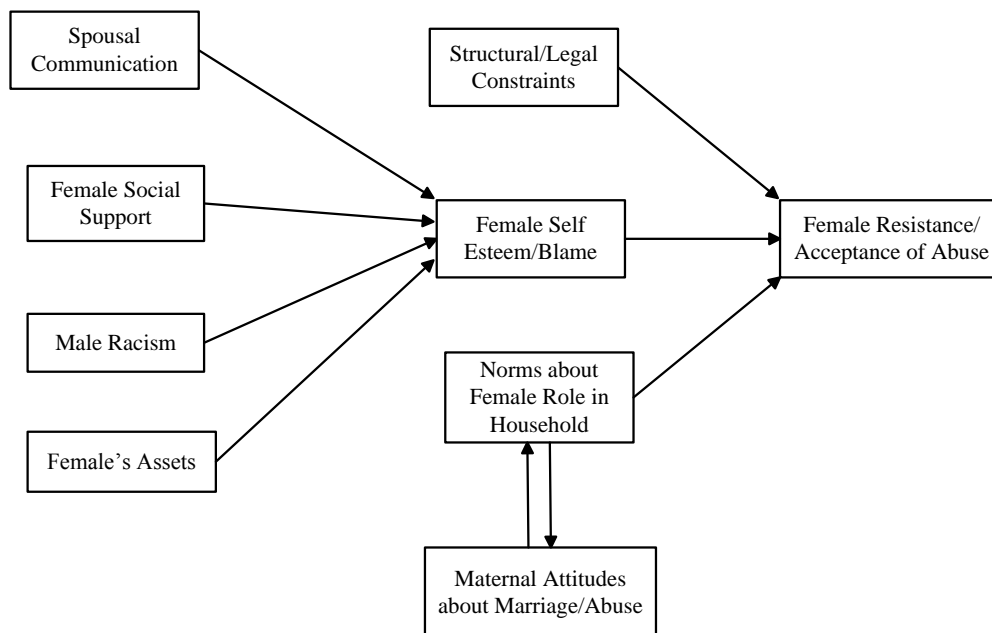 Spousal
Communication
Structural/Legal
Constraints
Female Social
Support
Female Self
Esteem/Blame
Female Resistance/
Acceptance of Abuse
Male Racism
Norms about
Female Role in
Household
Female’s Assets
Maternal Attitudes
about Marriage/Abuse